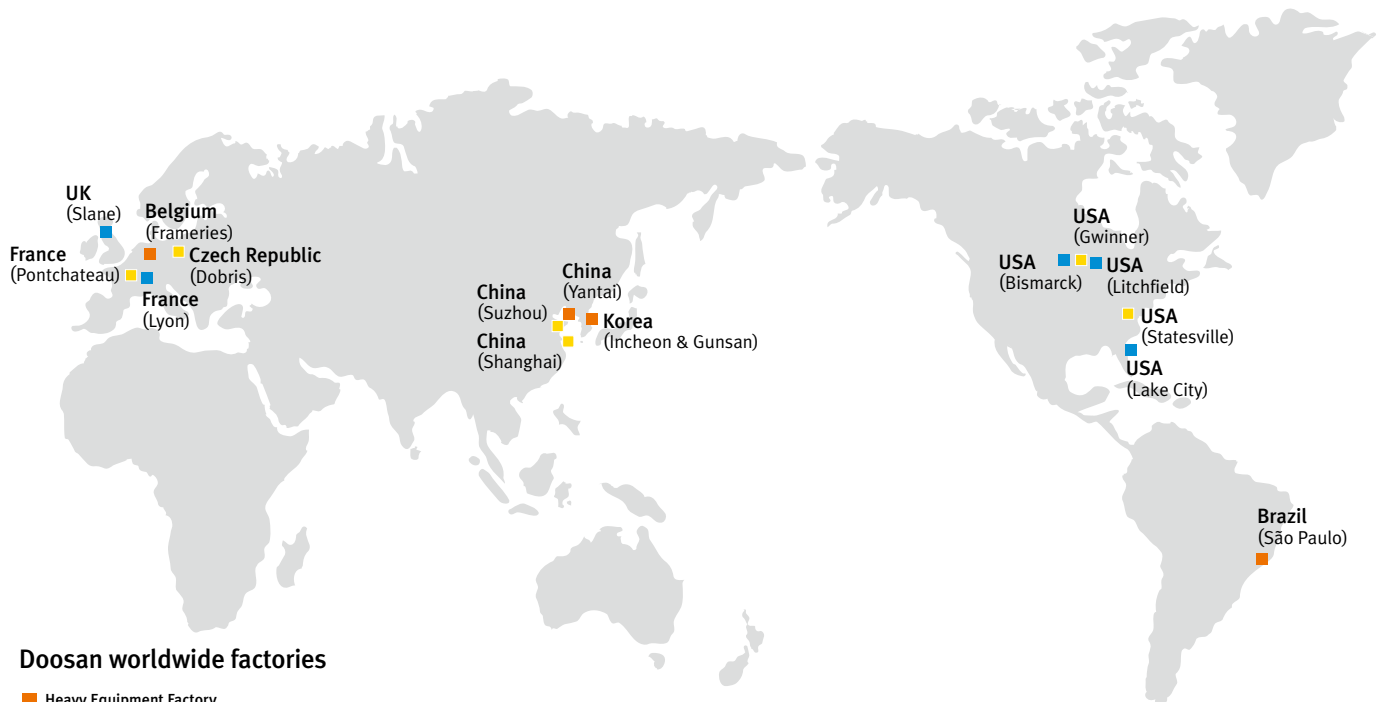 UK
(Slane)
Belgium
(Frameries)
France
(Pontchateau)
Czech Republic
(Dobris)
France
(Lyon)
China
(Yantai)
China
(Suzhou)
Korea
(Incheon & Gunsan)
China
(Shanghai)
USA
(Gwinner)
USA
(Bismarck)
USA
(Litchfield)
USA
(Statesville)
USA
(Lake City)
Brazil
(São Paulo)
Doosan worldwide factories
Heavy Equipment Factory